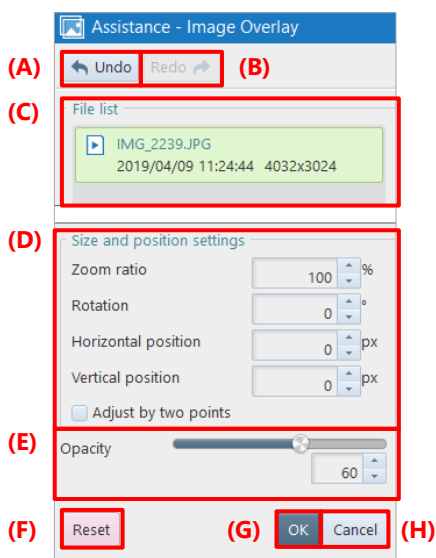 Assistance - Image Overlay
(A) Undo Redo (B)
(C) File list
IMG_2239.JPG
2019/04/09 11:24:44 4032x3024
(D) Size and position settings
Zoom ratio 100 %
Rotation 0 °
Horizontal position 0 px
Vertical position 0 px
Adjust by two points
(E) Opacity
60
(F) Reset (G) OK Cancel (H)